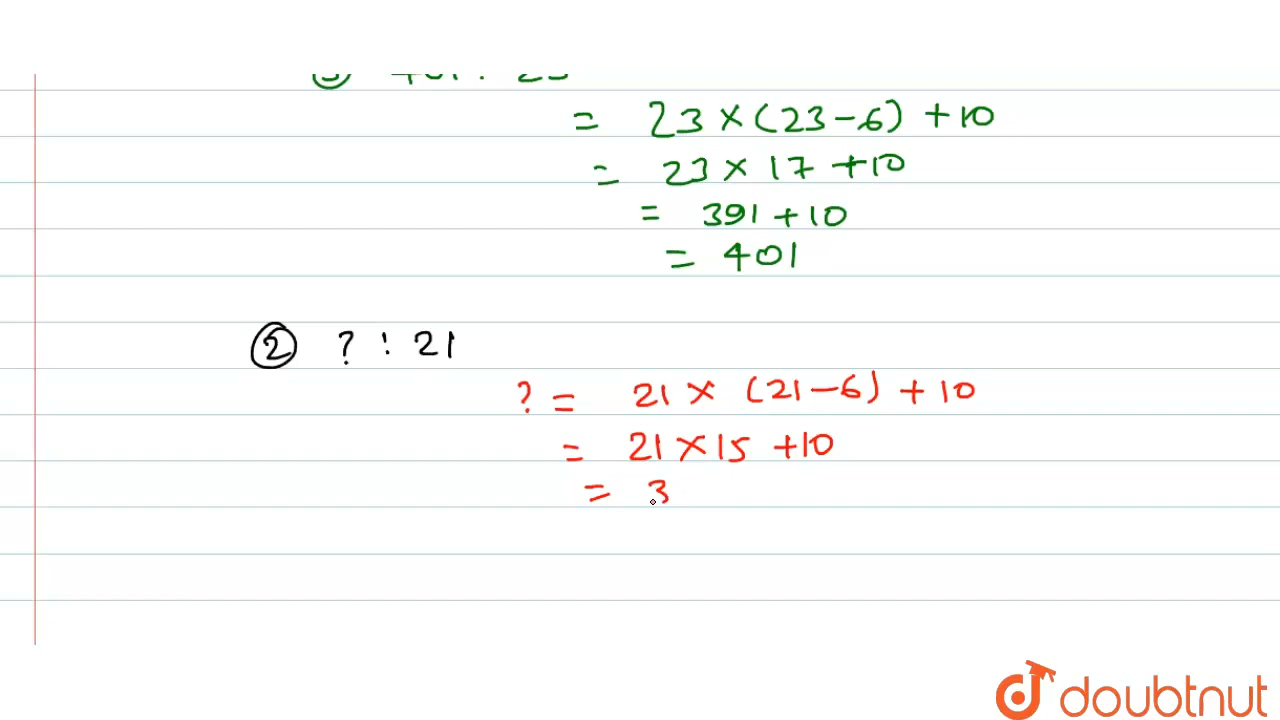 = 23 × (23 - 6) + 10
= 23 × 17 + 10
= 391 + 10
= 401
② ? : 21
? = 21 × (21 - 6) + 10
= 21 × 15 + 10
= 3
doubtnut